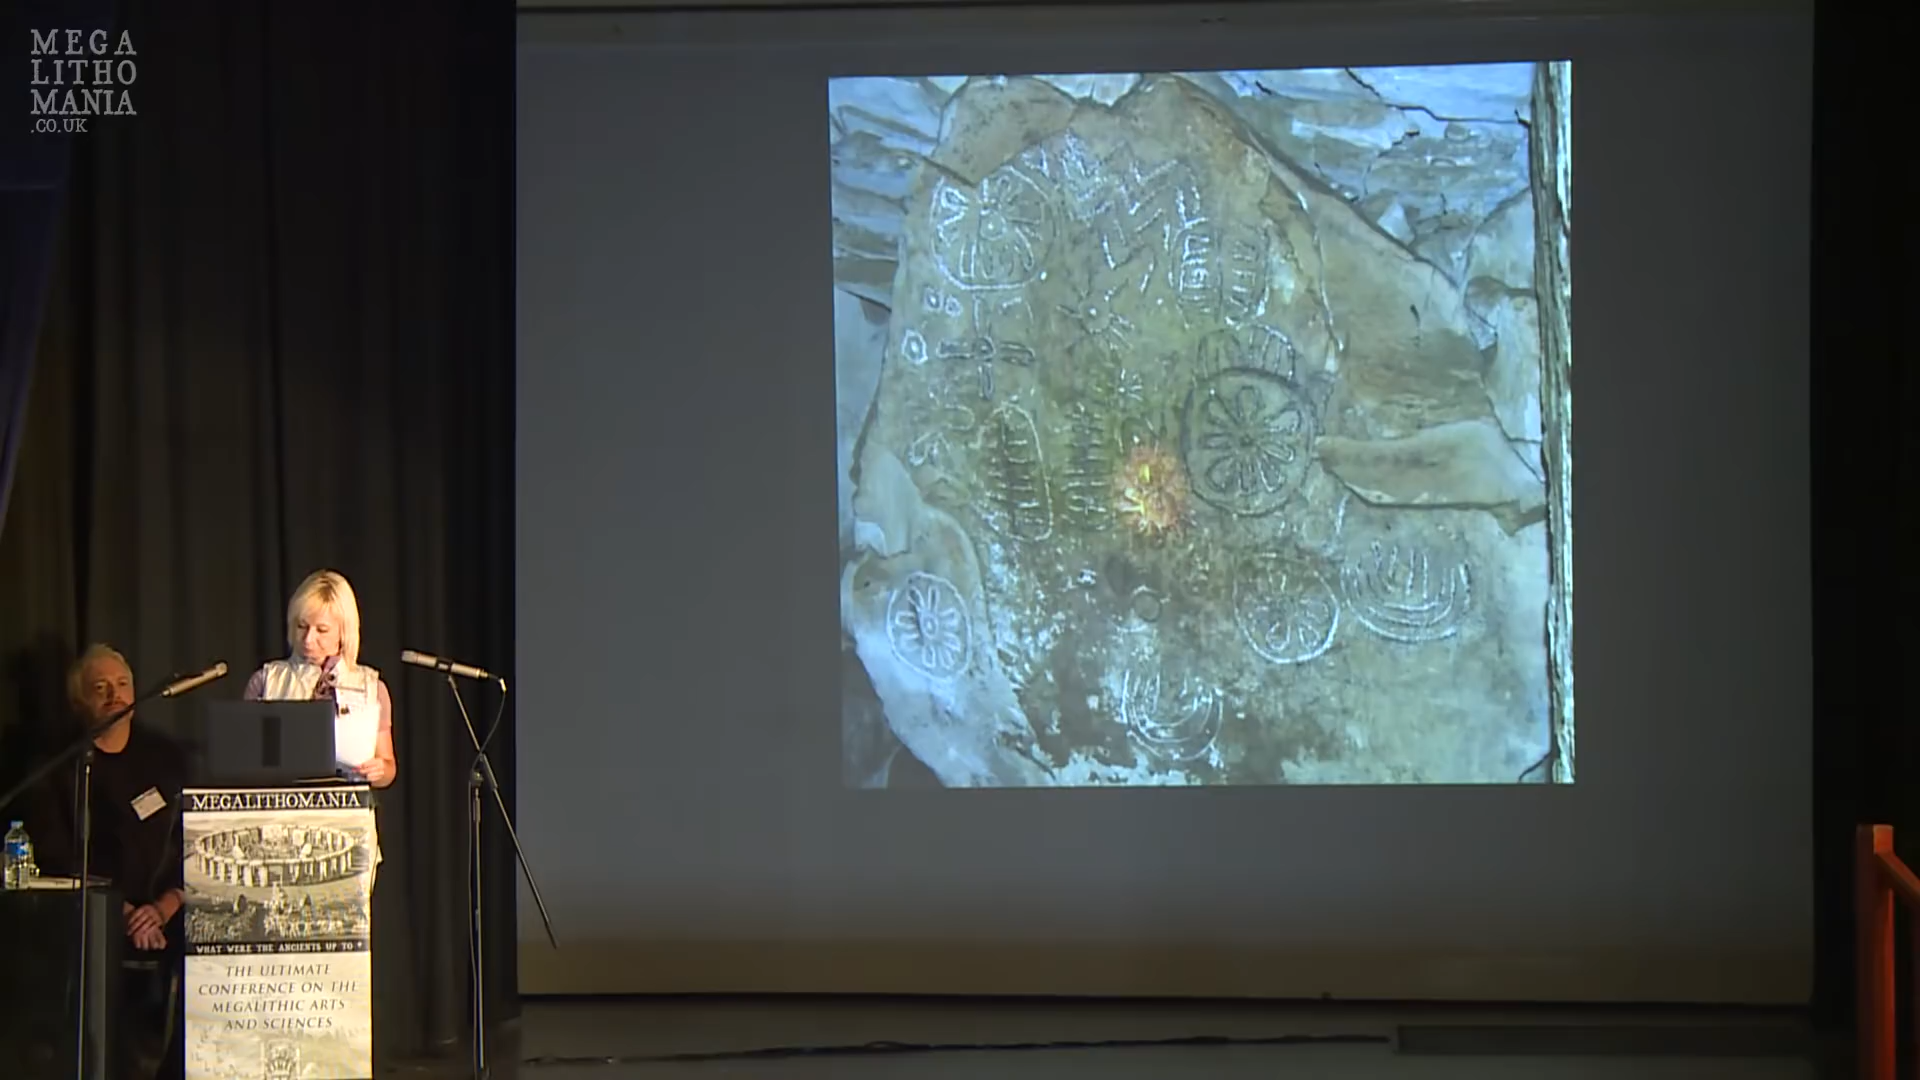 MEGA
LITHO
MANIA
.CO.UK
MEGALITHOMANIA
WHAT WERE THE ANCIENTS UP TO ?
THE ULTIMATE
CONFERENCE ON THE
MEGALITHIC ARTS
AND SCIENCES